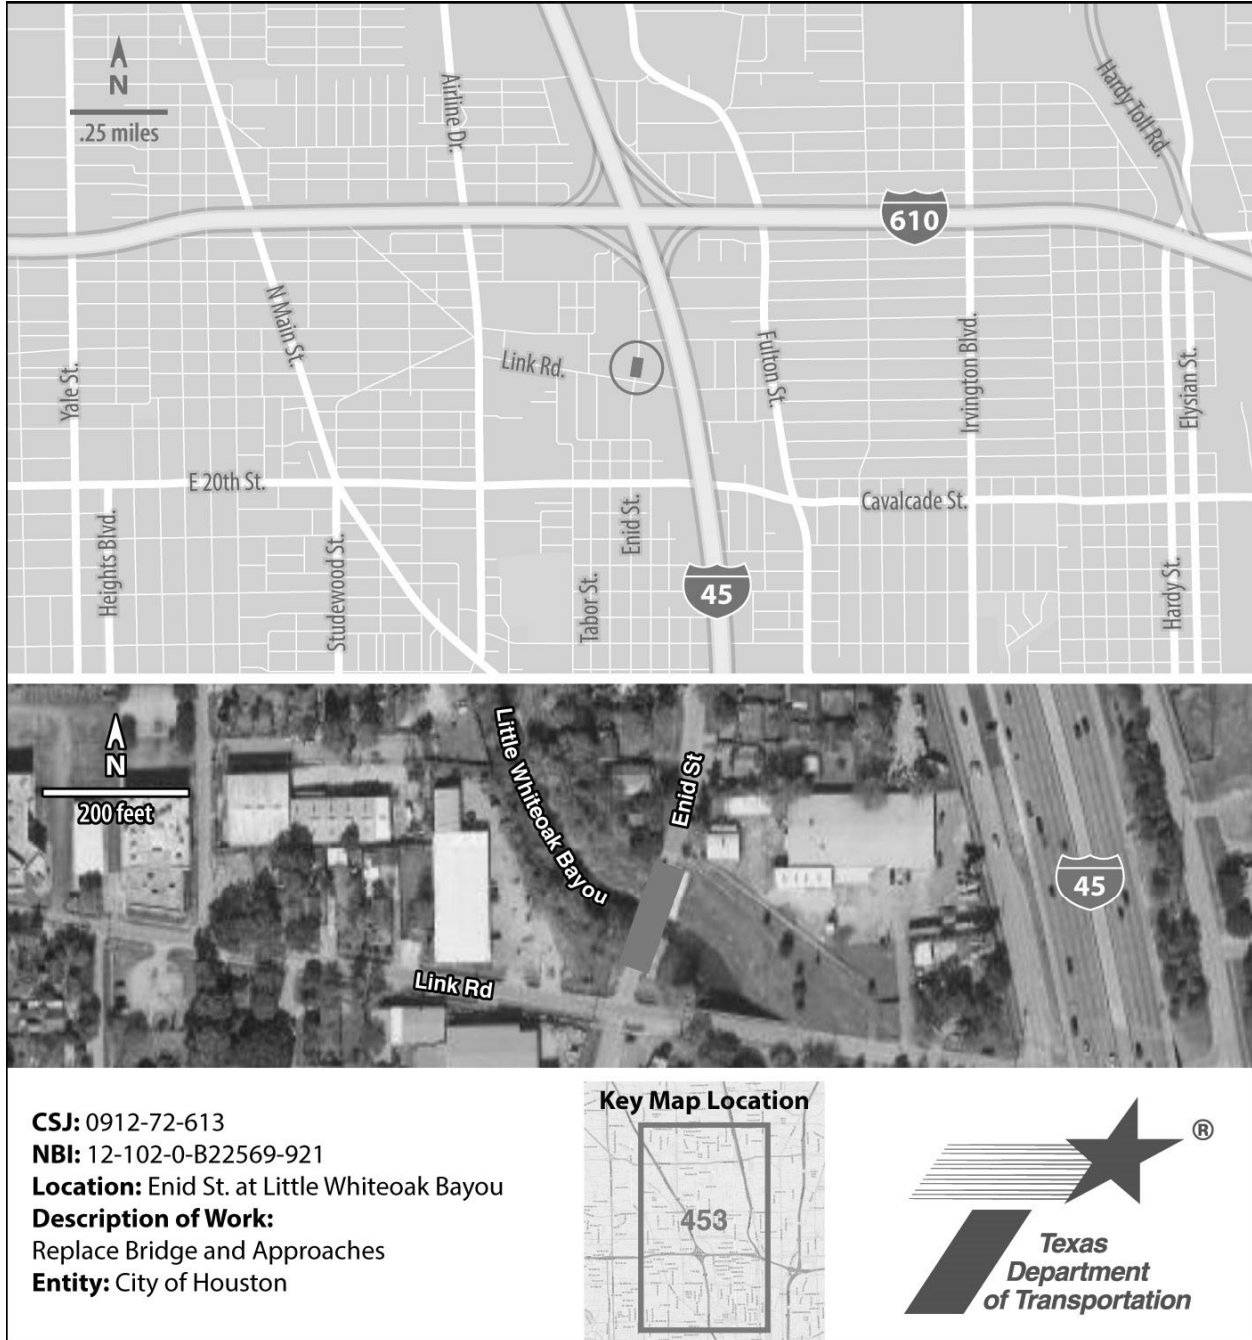 N
.25 miles
Airline Dr.
Hardy Toll Rd.
610
N Main St.
Link Rd.
Yale St.
Fulton St.
Irvington Blvd.
Elysian St.
E 20th St.
Cavalcade St.
Heights Blvd.
Studewood St.
Enid St.
Tabor St.
45
Hardy St.
N
200 feet
Little Whiteoak Bayou
Enid St
45
Link Rd
CSJ: 0912-72-613
NBI: 12-102-0-B22569-921
Location: Enid St. at Little Whiteoak Bayou
Description of Work:
Replace Bridge and Approaches
Entity: City of Houston
Key Map Location
453
®
Texas
Department
of Transportation